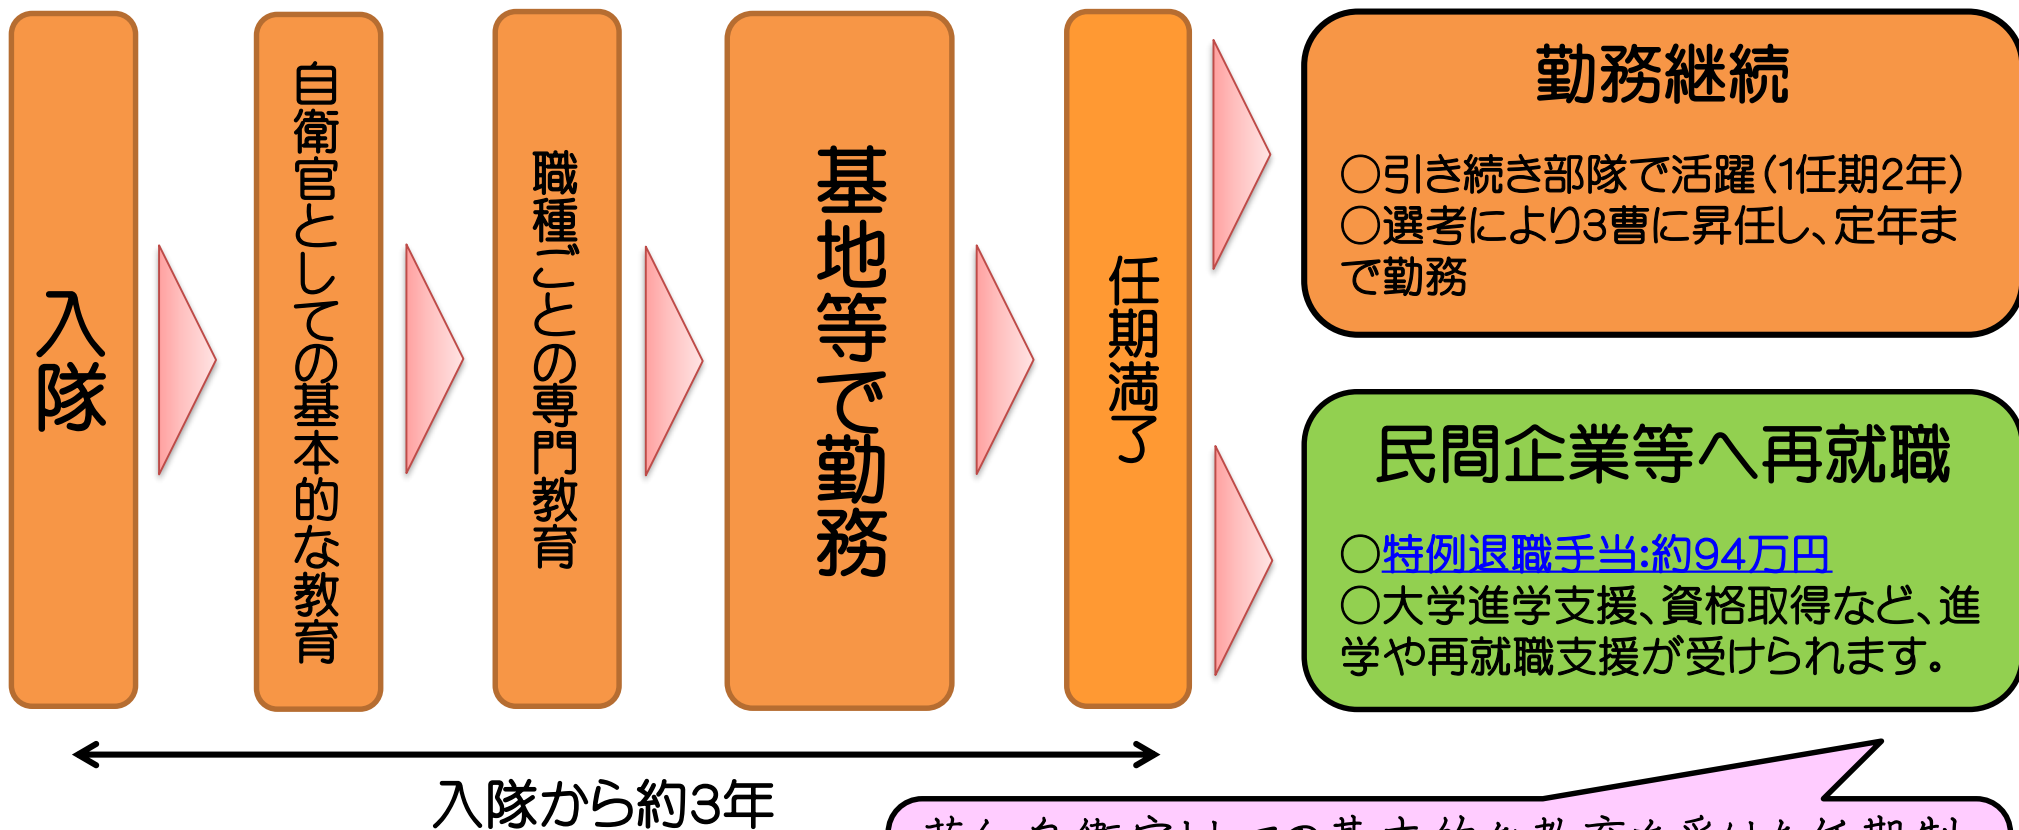 入隊
自衛官としての基本的な教育
職種ごとの専門教育
基地等で勤務
任期満了
勤務継続
○引き続き部隊で活躍(1任期2年)
○選考により3曹に昇任し、定年ま
で勤務
民間企業等へ再就職
○特例退職手当:約94万円
○大学進学支援、資格取得など、進
学や再就職支援が受けられます。
入隊から約3年